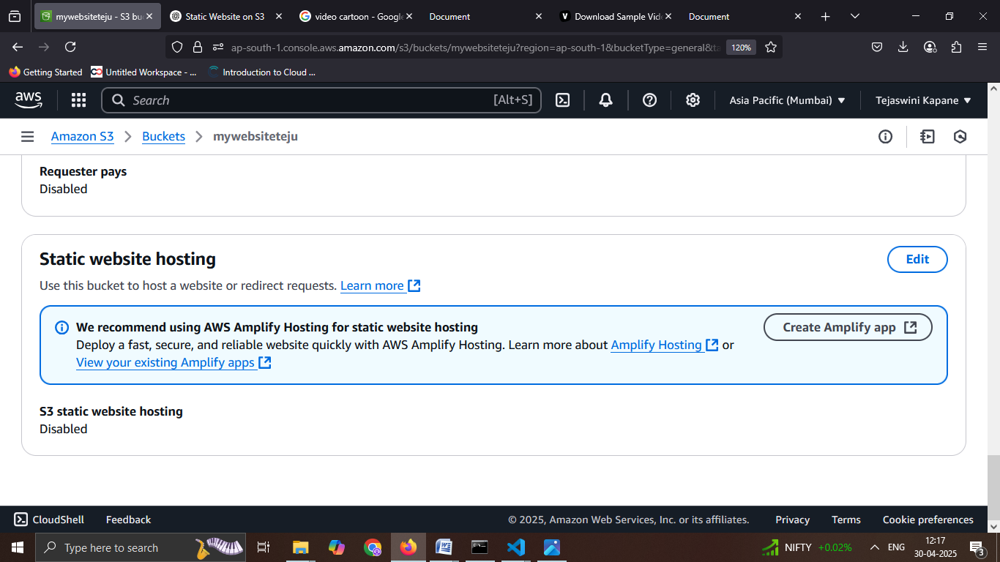 mywebsiteteju - S3 bu
Static Website on S3
video cartoon - Google
Document
Download Sample Vide
Document
ap-south-1.console.aws.amazon.com/s3/buckets/mywebsiteteju?region=ap-south-1&bucketType=general&ta
120%
Getting Started
Untitled Workspace - ...
Introduction to Cloud ...
aws
Search
[Alt+S]
Asia Pacific (Mumbai)
Tejaswini Kapane
Amazon S3
Buckets
mywebsiteteju
Requester pays
Disabled
Static website hosting
Edit
Use this bucket to host a website or redirect requests. Learn more
We recommend using AWS Amplify Hosting for static website hosting
Create Amplify app
Deploy a fast, secure, and reliable website quickly with AWS Amplify Hosting. Learn more about Amplify Hosting or
View your existing Amplify apps
S3 static website hosting
Disabled
CloudShell
Feedback
© 2025, Amazon Web Services, Inc. or its affiliates.
Privacy
Terms
Cookie preferences
Type here to search
NIFTY +0.02%
ENG
12:17
30-04-2025
3